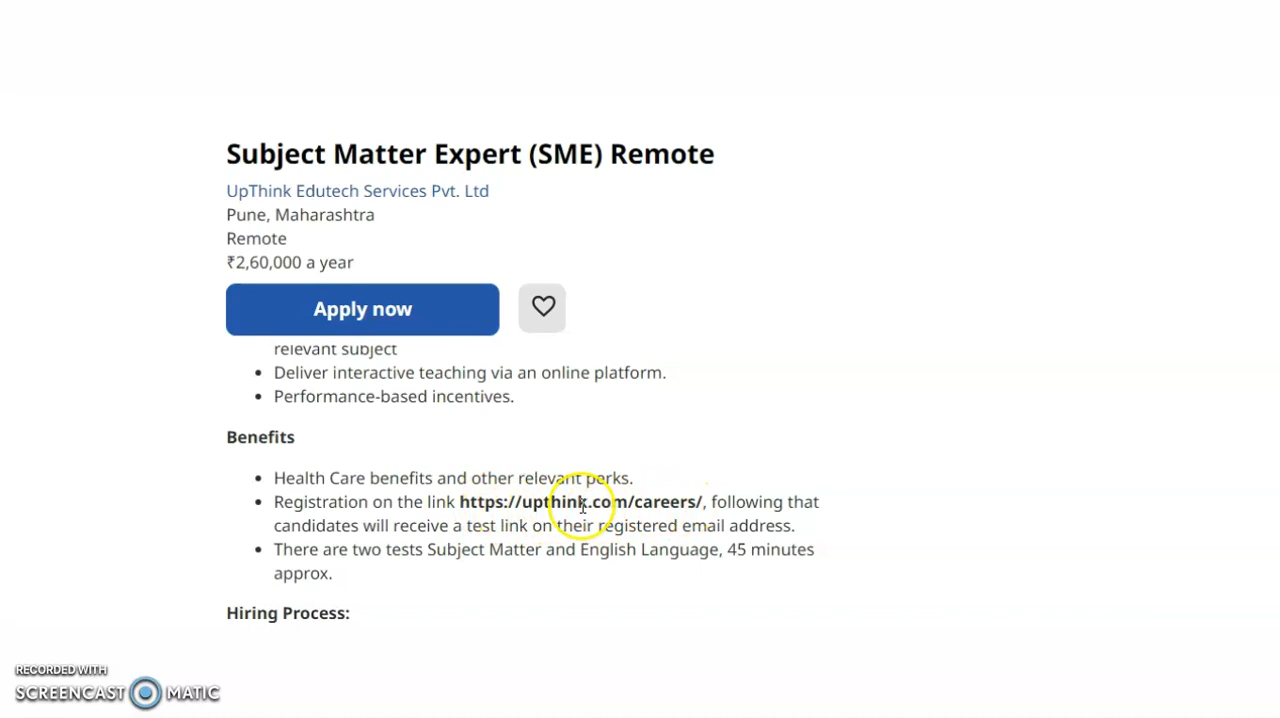 Subject Matter Expert (SME) Remote
UpThink Edutech Services Pvt. Ltd
Pune, Maharashtra
Remote
₹2,60,000 a year
Apply now
relevant subject
• Deliver interactive teaching via an online platform.
• Performance-based incentives.
Benefits
• Health Care benefits and other relevant perks.
• Registration on the link https://upthink.com/careers/, following that
candidates will receive a test link on their registered email address.
• There are two tests Subject Matter and English Language, 45 minutes
approx.
Hiring Process:
RECORDED WITH
SCREENCAST MATIC